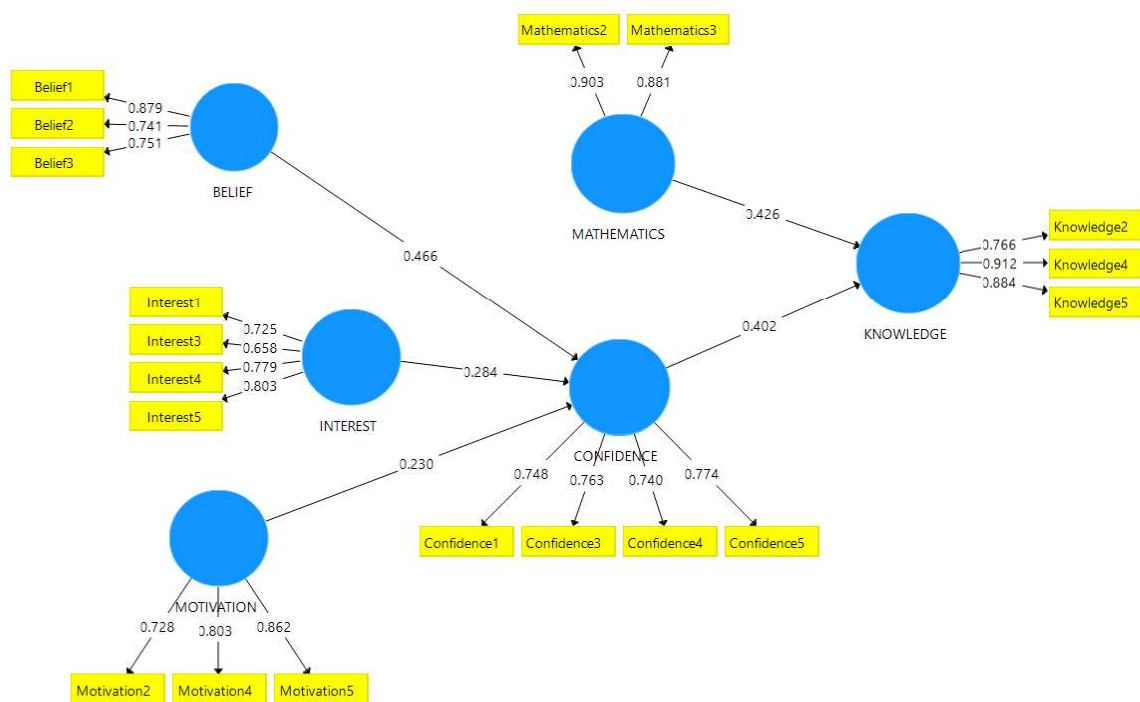 Mathematics2
Mathematics3
0.903
0.881
MATHEMATICS
0.426
Belief1
Belief2
Belief3
0.879
0.741
0.751
BELIEF
0.466
Interest1
Interest3
Interest4
Interest5
0.725
0.658
0.779
0.803
INTEREST
0.284
Knowledge2
Knowledge4
Knowledge5
0.766
0.912
0.884
KNOWLEDGE
0.402
CONFIDENCE
0.748
0.763
0.740
0.774
Confidence1
Confidence3
Confidence4
Confidence5
0.230
MOTIVATION
0.728
0.803
0.862
Motivation2
Motivation4
Motivation5